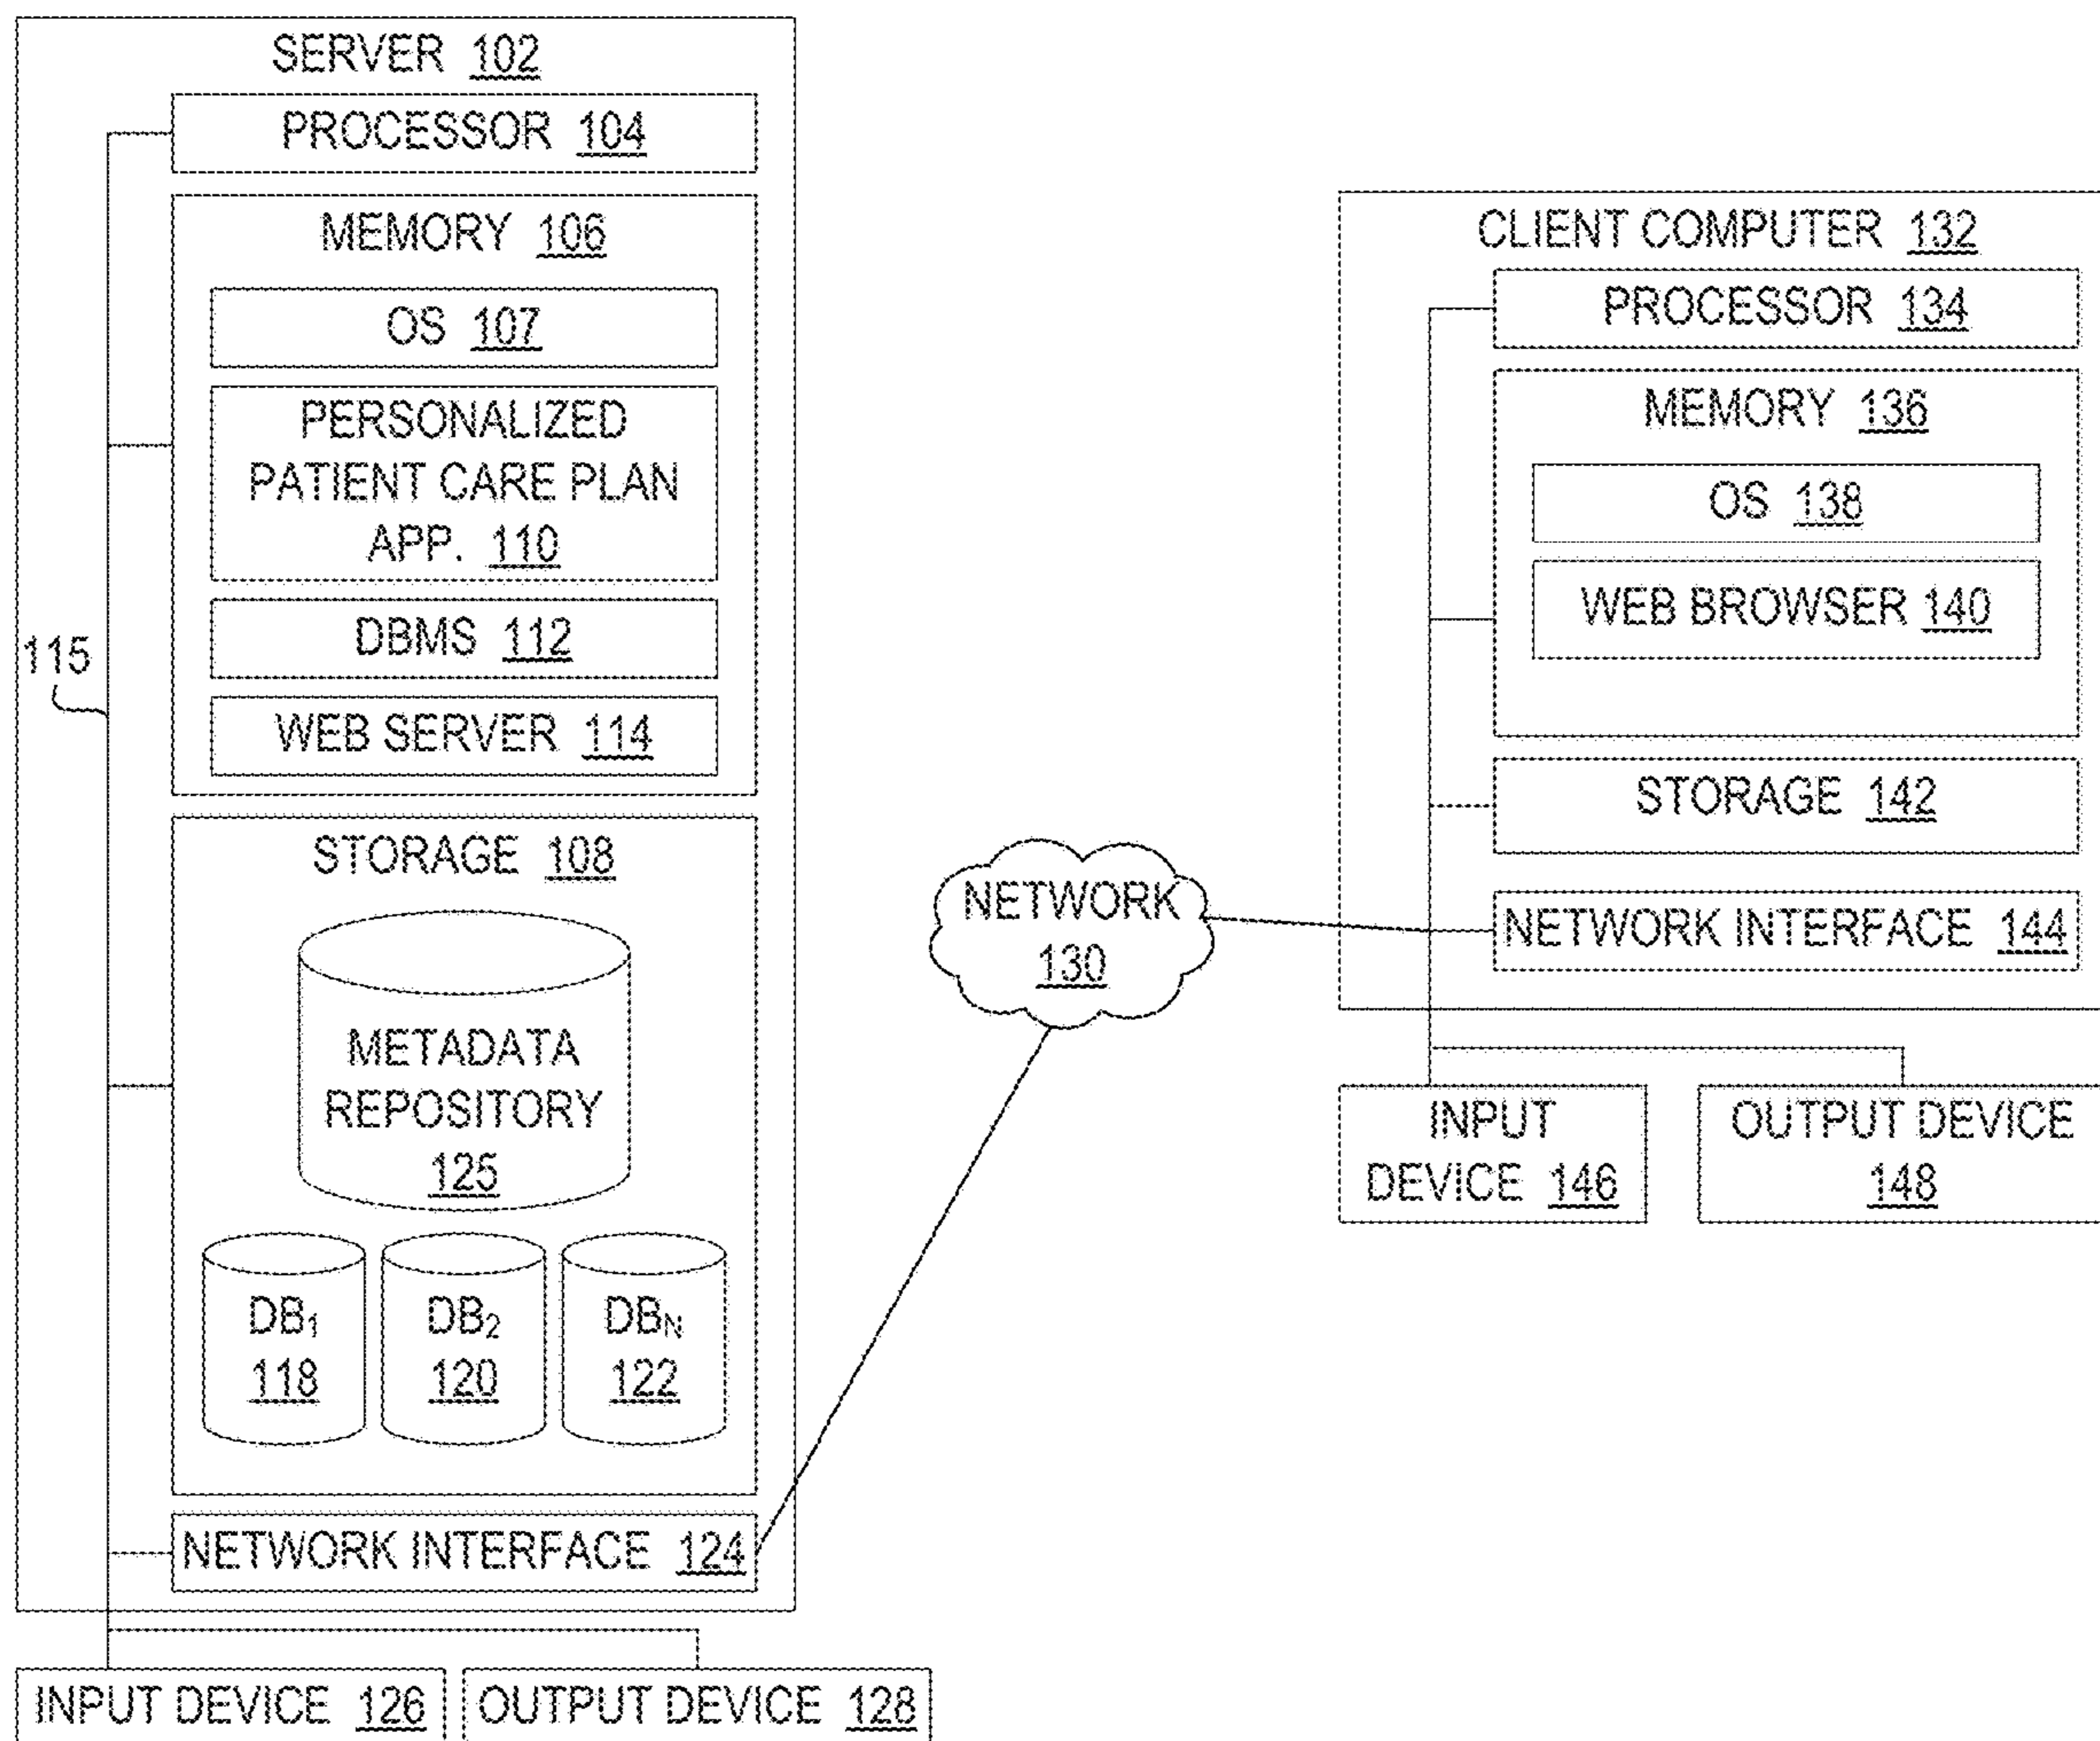 SERVER 102
PROCESSOR 104
MEMORY 106
OS 107
PERSONALIZED
PATIENT CARE PLAN
APP. 110
DBMS 112
WEB SERVER 114
115
STORAGE 108
METADATA
REPOSITORY
125
DB₁
118
DB₂
120
DBN
122
NETWORK INTERFACE 124
INPUT DEVICE 126
OUTPUT DEVICE 128
NETWORK
130
CLIENT COMPUTER 132
PROCESSOR 134
MEMORY 136
OS 138
WEB BROWSER 140
STORAGE 142
NETWORK INTERFACE 144
INPUT
DEVICE 146
OUTPUT DEVICE
148